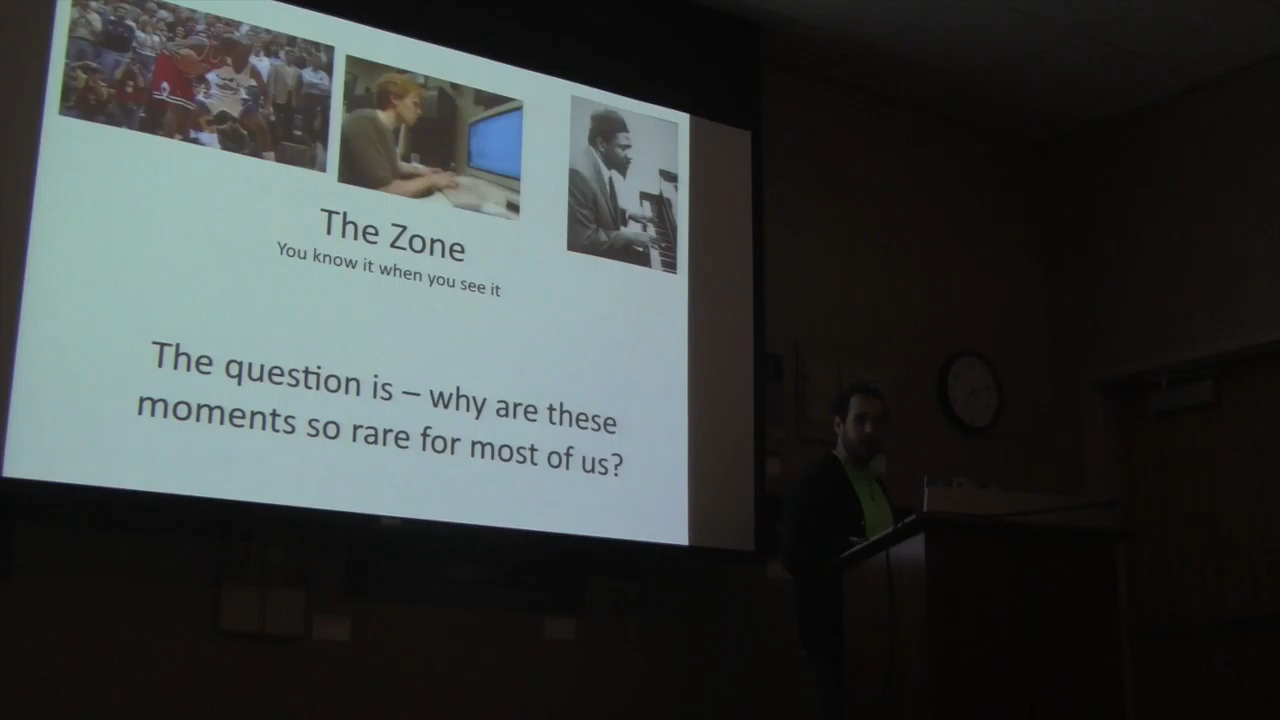 The Zone
You know it when you see it
The question is – why are these
moments so rare for most of us?